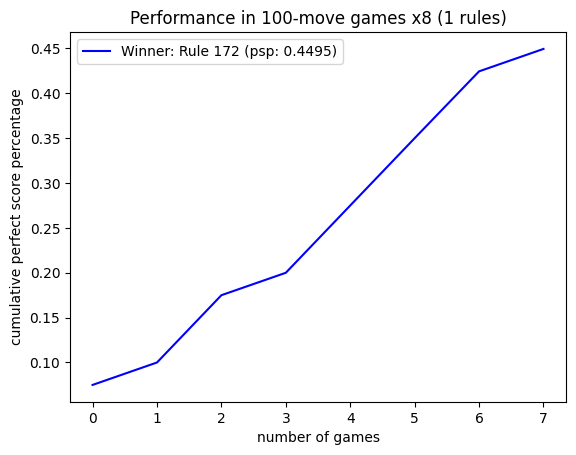 Performance in 100-move games x8 (1 rules)
Winner: Rule 172 (psp: 0.4495)
cumulative perfect score percentage
0.45
0.40
0.35
0.30
0.25
0.20
0.15
0.10
0 1 2 3 4 5 6 7
number of games